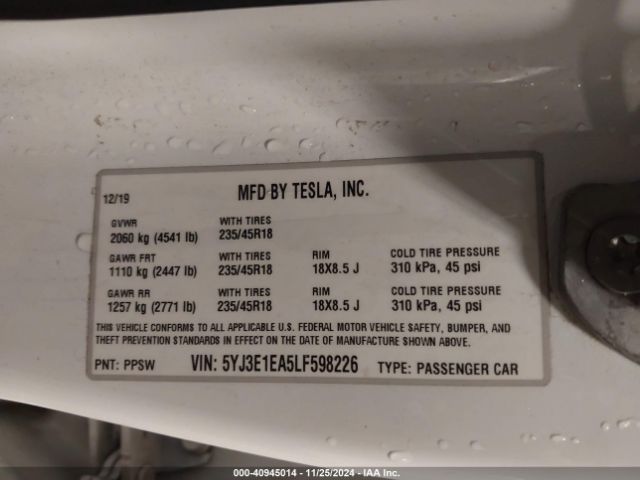 12/19 MFD BY TESLA, INC.
GVWR WITH TIRES
2060 kg (4541 lb) 235/45R18
GAWR FRT WITH TIRES RIM COLD TIRE PRESSURE
1110 kg (2447 lb) 235/45R18 18X8.5 J 310 kPa, 45 psi
GAWR RR WITH TIRES RIM COLD TIRE PRESSURE
1257 kg (2771 lb) 235/45R18 18X8.5 J 310 kPa, 45 psi
THIS VEHICLE CONFORMS TO ALL APPLICABLE U.S. FEDERAL MOTOR VEHICLE SAFETY, BUMPER, AND
THEFT PREVENTION STANDARDS IN EFFECT ON THE DATE OF MANUFACTURE SHOWN ABOVE.
PNT: PPSW VIN: 5YJ3E1EA5LF598226 TYPE: PASSENGER CAR
000-40945014 - 11/25/2024 - IAA Inc.